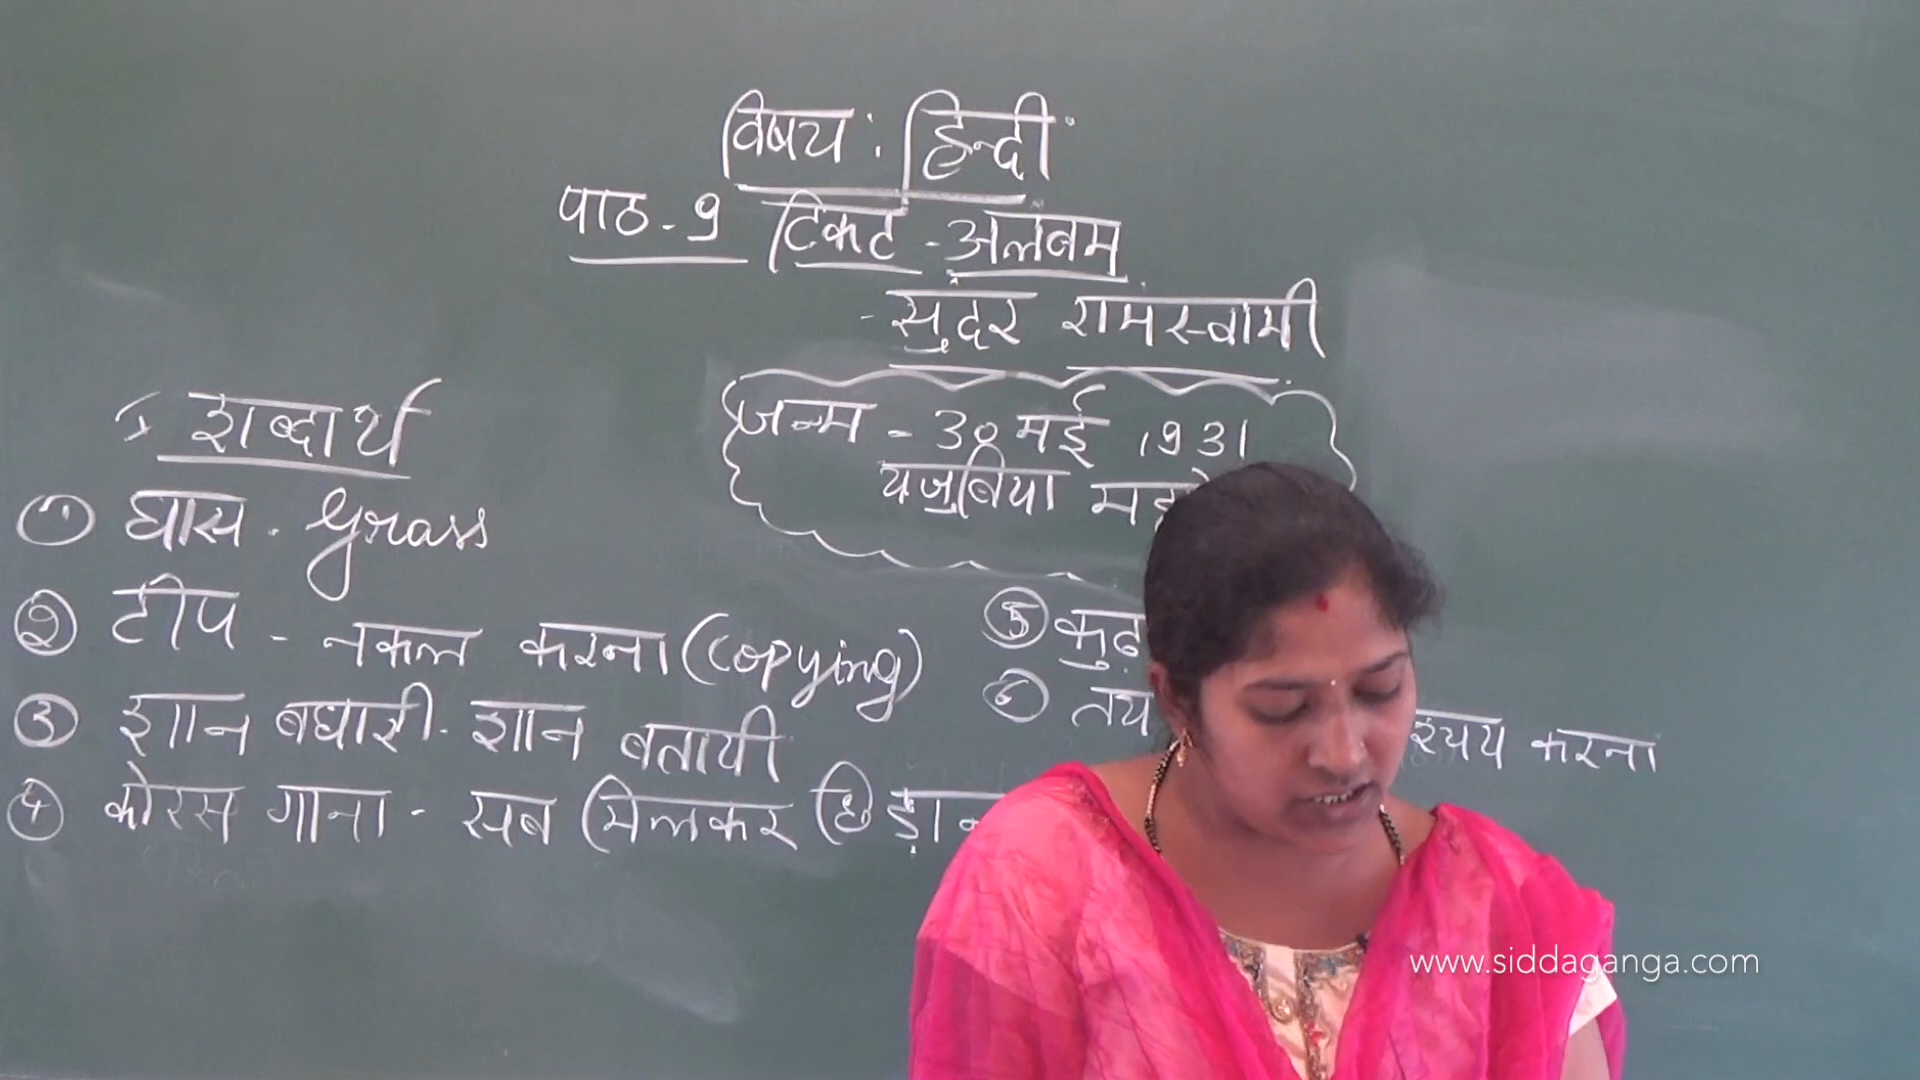 विषय : हिन्दी
पाठ - 9 टिकट - अलबम
- सुंदर रामस्वामी
जन्म - 30 मई 1931
शब्दार्थ
① घास - Grass
② टीप - नकल करना (copying)
③ ज्ञान बघारी - ज्ञान बतायी
④ कोरस गाना - सब मिलकर
⑤
⑥ करना
www.siddaganga.com